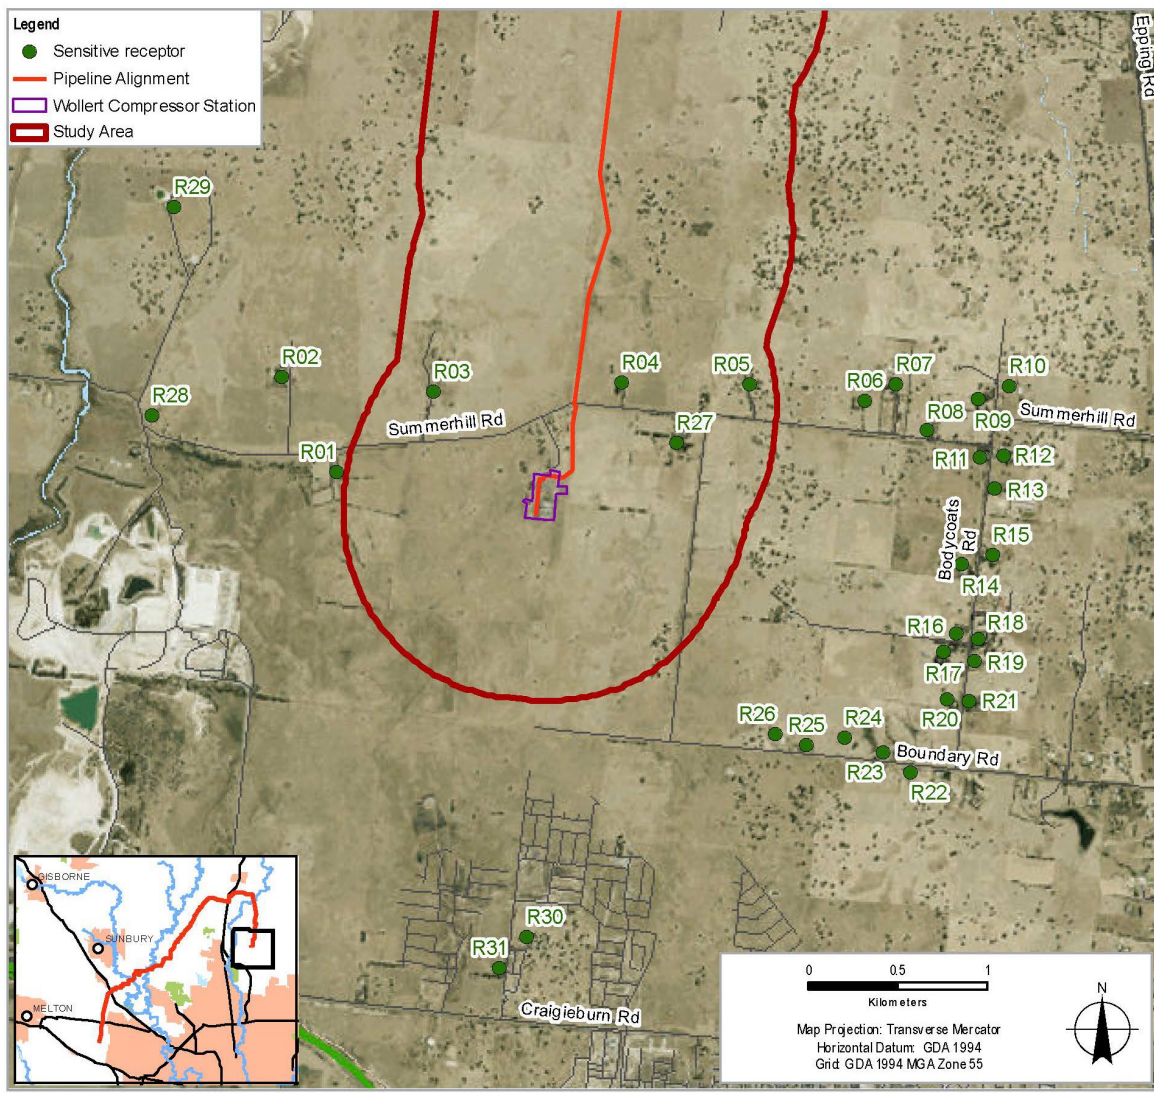 Legend
Sensitive receptor
Pipeline Alignment
Wollert Compressor Station
Study Area
Epping Rd
R29
R02
R28
R03
R04
R05
R07
R06
R10
R08
R09
Summerhill Rd
Summerhill Rd
R27
R01
R11
R12
R13
Bodycoats
Rd
R15
R14
R16
R18
R17
R19
R20
R21
R26
R25
R24
Boundary Rd
R23
R22
R30
R31
Craigieburn Rd
GISBORNE
SUNBURY
MELTON
0 0.5 1
Kilometers
Map Projection: Transverse Mercator
Horizontal Datum: GDA 1994
Grid: GDA 1994 MGA Zone 55
N